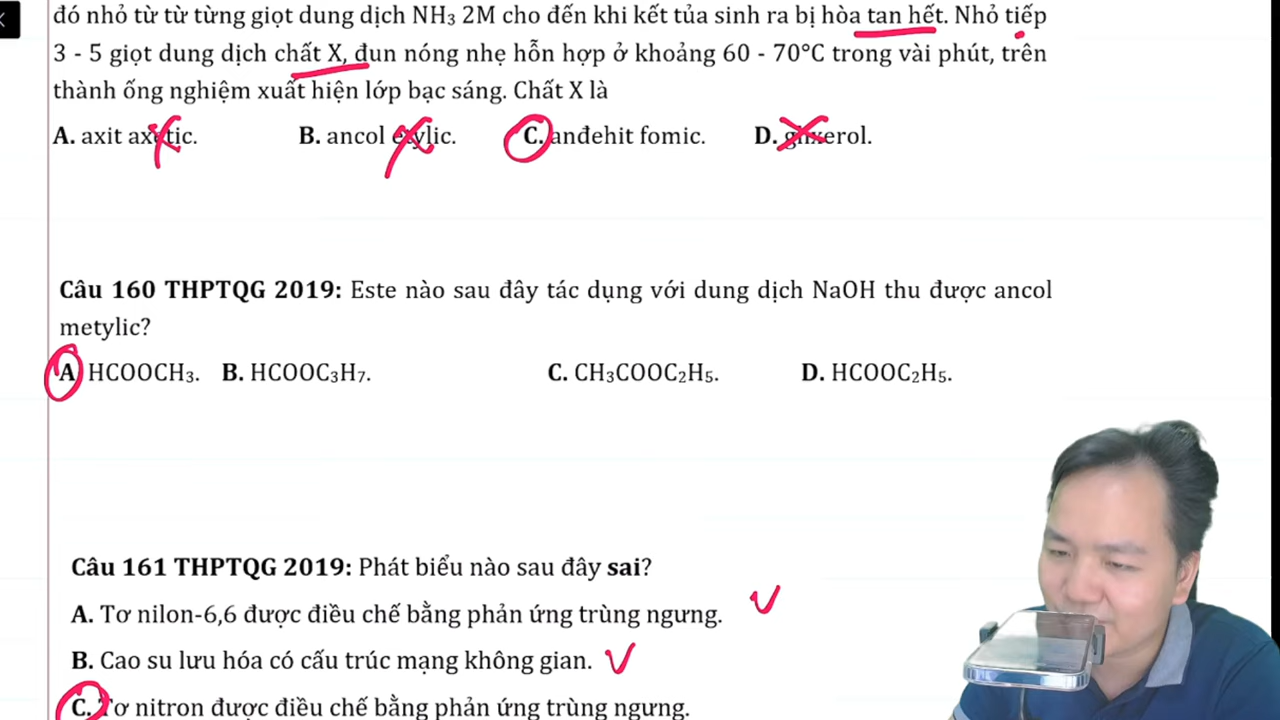 đó nhỏ từ từ từng giọt dung dịch NH₃ 2M cho đến khi kết tủa sinh ra bị hòa tan hết. Nhỏ tiếp
3 - 5 giọt dung dịch chất X, đun nóng nhẹ hỗn hợp ở khoảng 60 - 70°C trong vài phút, trên
thành ống nghiệm xuất hiện lớp bạc sáng. Chất X là
A. axit axetic. B. ancol etylic. C. anđehit fomic. D. glixerol.
Câu 160 THPTQG 2019: Este nào sau đây tác dụng với dung dịch NaOH thu được ancol
metylic?
A HCOOCH₃. B. HCOOC₃H₇. C. CH₃COOC₂H₅. D. HCOOC₂H₅.
Câu 161 THPTQG 2019: Phát biểu nào sau đây sai?
A. Tơ nilon-6,6 được điều chế bằng phản ứng trùng ngưng.
B. Cao su lưu hóa có cấu trúc mạng không gian.
C. Tơ nitron được điều chế bằng phản ứng trùng ngưng.